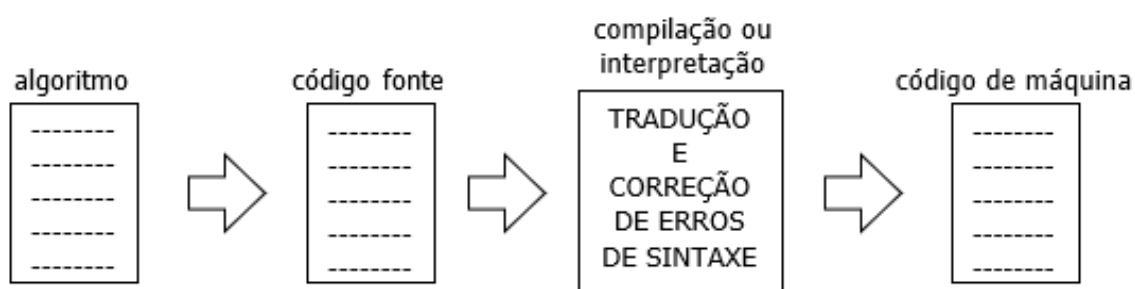 algoritmo
código fonte
compilação ou
interpretação
TRADUÇÃO
E
CORREÇÃO
DE ERROS
DE SINTAXE
código de máquina